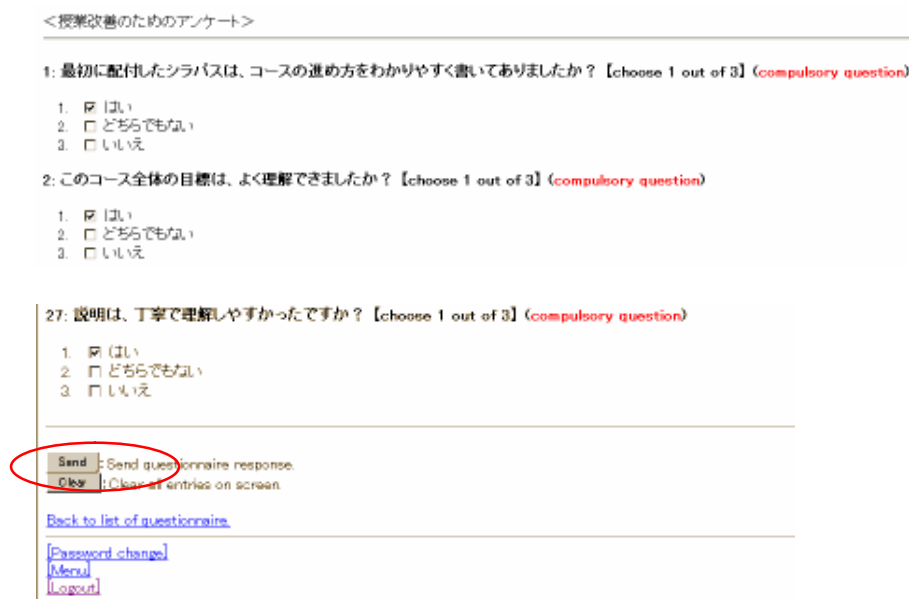 ＜授業改善のためのアンケート＞
1: 最初に配付したシラバスは、コースの進め方をわかりやすく書いてありましたか？【choose 1 out of 3】(compulsory question)
1. はい
2. どちらでもない
3. いいえ
2: このコース全体の目標は、よく理解できましたか？【choose 1 out of 3】(compulsory question)
1. はい
2. どちらでもない
3. いいえ
27: 説明は、丁寧で理解しやすかったですか？【choose 1 out of 3】(compulsory question)
1. はい
2. どちらでもない
3. いいえ
Send : Send questionnaire response.
Clear : Clear all entries on screen.
Back to list of questionnaire.
[Password change]
[Menu]
[Logout]